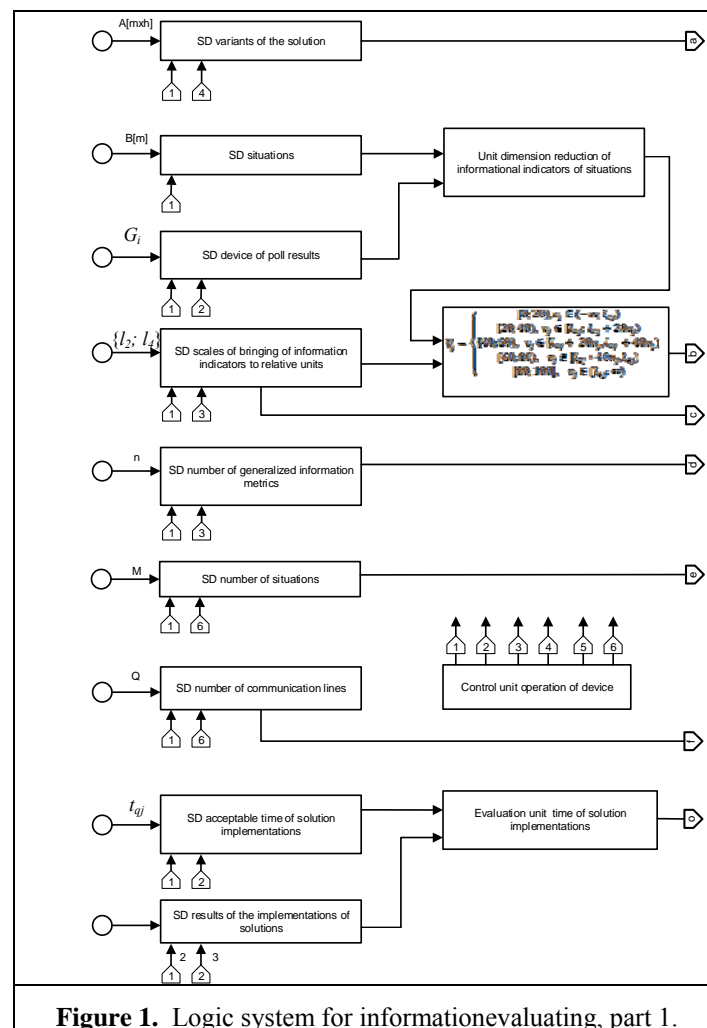 A[mxh]
SD variants of the solution
a
1 4
B[m]
SD situations
Unit dimension reduction of
informational indicators of situations
1
G_i
SD device of poll results
1 2
{l_2; l_4}
SD scales of bringing of information
indicators to relative units
b
1 3
c
n
SD number of generalized information
metrics
d
1 3
M
SD number of situations
e
1 6
1 2 3 4 5 6
Control unit operation of device
Q
SD number of communication lines
1 6
f
t_qj
SD acceptable time of solution
implementations
Evaluation unit time of solution
implementations
o
1 2
SD results of the implementations of
solutions
2 3
1 2
Figure 1. Logic system for informationevaluating, part 1.